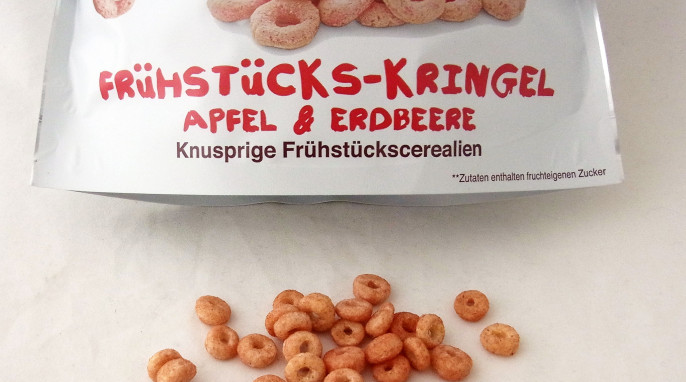 FRÜHSTÜCKS-KRINGEL
APFEL & ERDBEERE
Knusprige Frühstückscerealien
**Zutaten enthalten fruchteigenen Zucker